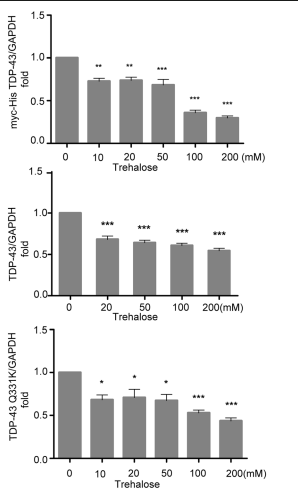 myc-His TDP-43/GAPDH
fold
1.5
1.0
0.5
0.0
** ** *** *** ***
0 10 20 50 100 200 (mM)
Trehalose
TDP-43/GAPDH
fold
1.5
1.0
0.5
0.0
*** *** *** ***
0 20 50 100 200(mM)
Trehalose
TDP-43 Q331K/GAPDH
fold
1.5
1.0
0.5
0.0
* * * *** ***
0 10 20 50 100 200(mM)
Trehalose